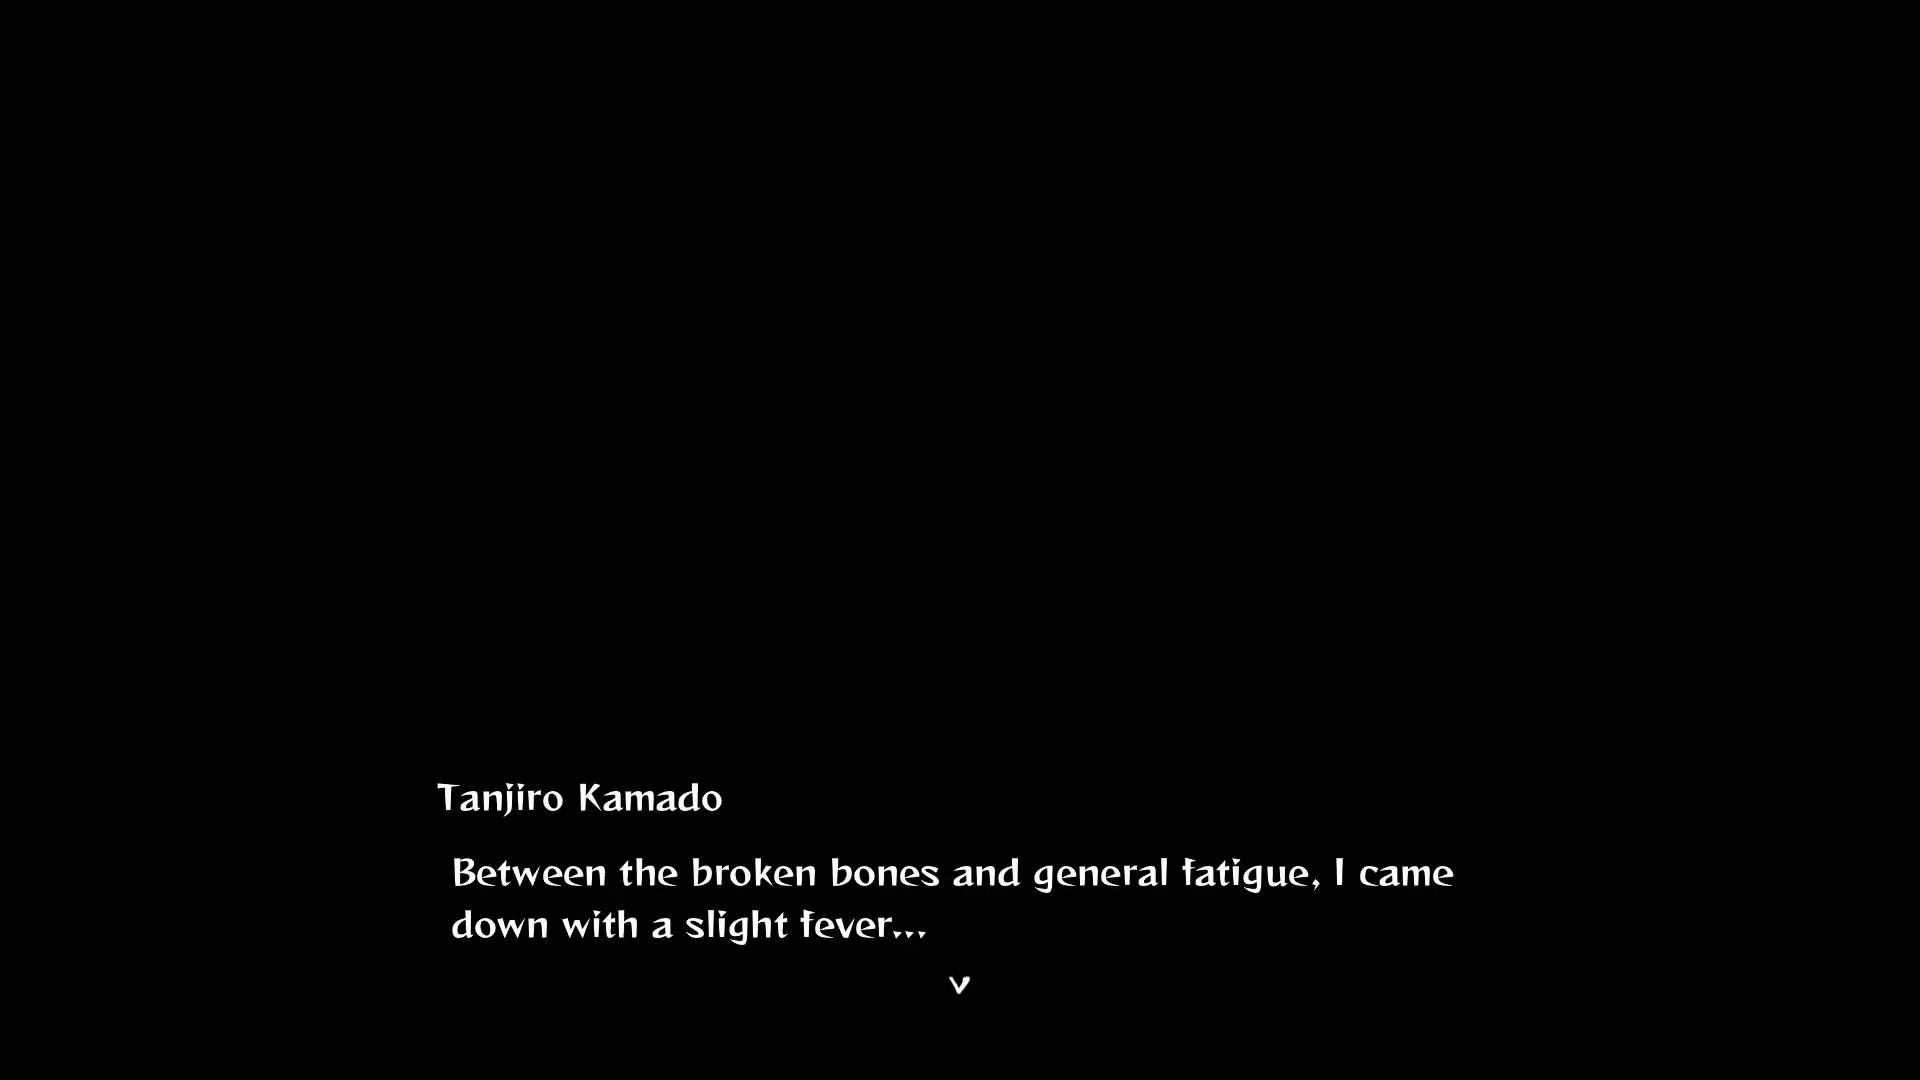 Tanjiro Kamado
Between the broken bones and general fatigue, I came
down with a slight fever...